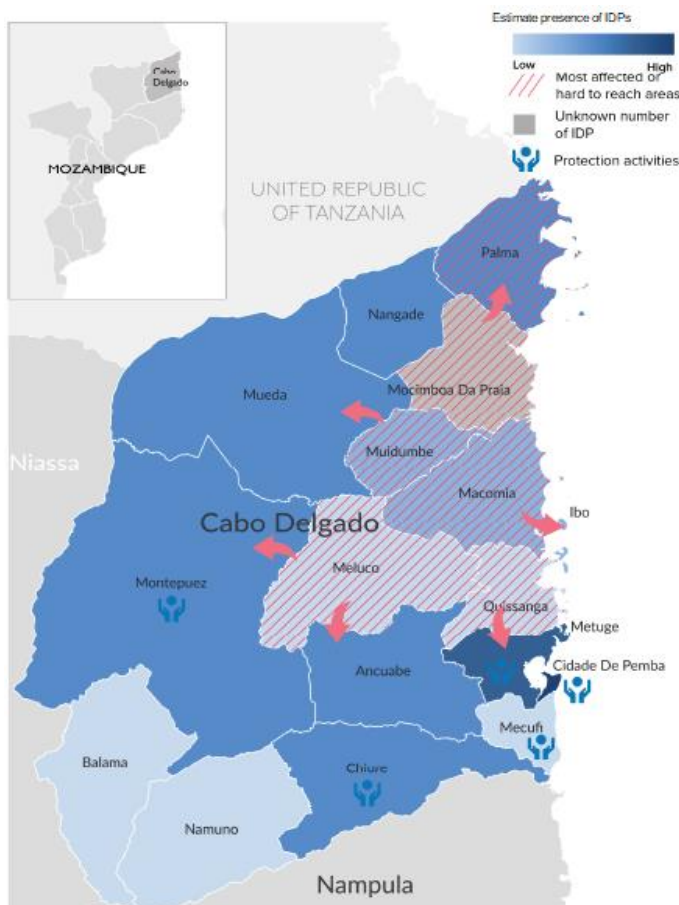 Estimate presence of IDPs
Low
High
Most affected or
hard to reach areas
Unknown number
of IDP
Protection activities
Cabo
Delgado
MOZAMBIQUE
UNITED REPUBLIC
OF TANZANIA
Palma
Nangade
Mueda
Mocimboa Da Praia
Niassa
Muidumbe
Macomia
Ibo
Cabo Delgado
Meluco
Montepuez
Quissanga
Metuge
Cidade De Pemba
Ancuabe
Mecufi
Balama
Chiure
Namuno
Nampula